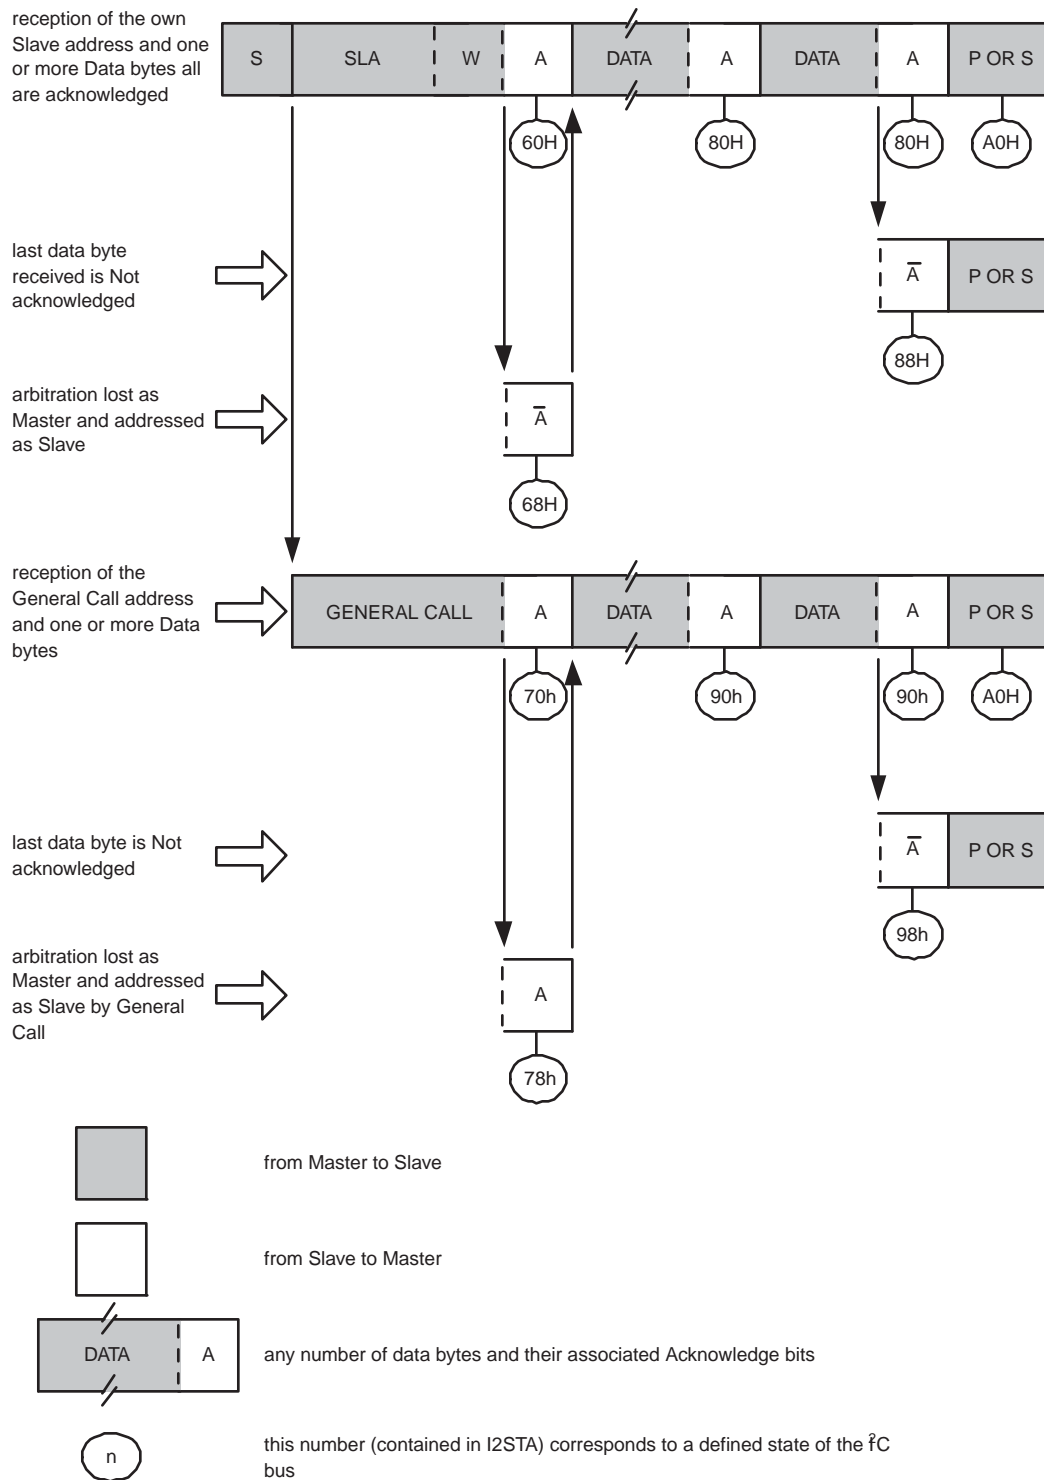 reception of the own
Slave address and one
or more Data bytes all
are acknowledged
S SLA W A DATA A DATA A P OR S
60H 80H 80H A0H
last data byte
received is Not
acknowledged
A̅ P OR S
88H
arbitration lost as
Master and addressed
as Slave
A̅
68H
reception of the
General Call address
and one or more Data
bytes
GENERAL CALL A DATA A DATA A P OR S
70h 90h 90h A0H
last data byte is Not
acknowledged
A̅ P OR S
98h
arbitration lost as
Master and addressed
as Slave by General
Call
A
78h
from Master to Slave
from Slave to Master
DATA A
any number of data bytes and their associated Acknowledge bits
n
this number (contained in I2STA) corresponds to a defined state of the I²C
bus